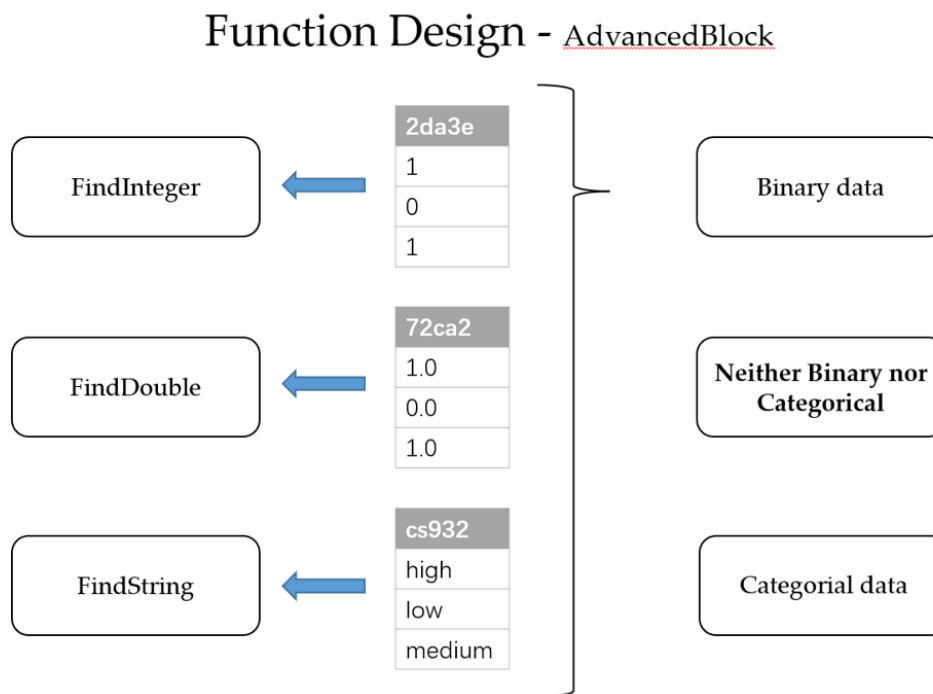 Function Design - AdvancedBlock
FindInteger
2da3e
1
0
1
Binary data
FindDouble
72ca2
1.0
0.0
1.0
Neither Binary nor
Categorical
FindString
cs932
high
low
medium
Categorial data